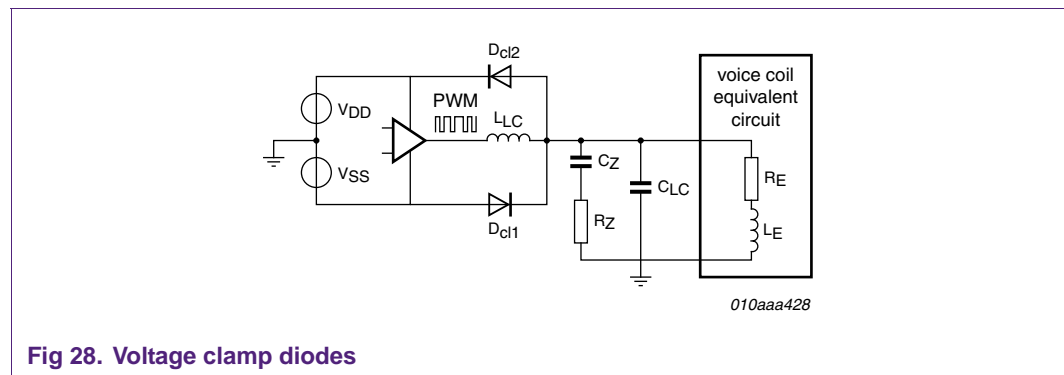 Dcl2
voice coil
equivalent
circuit
PWM
VDD
LLC
CZ
RE
VSS
CLC
RZ
LE
Dcl1
010aaa428
Fig 28. Voltage clamp diodes